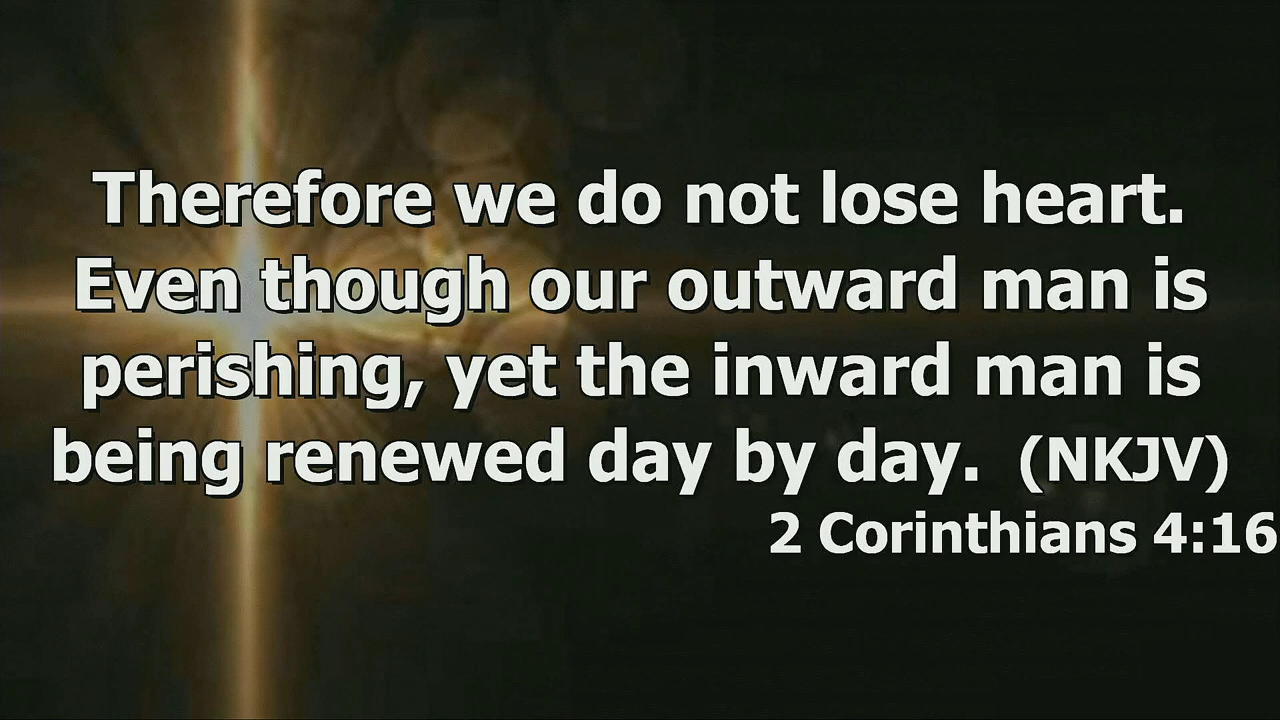 Therefore we do not lose heart.
Even though our outward man is
perishing, yet the inward man is
being renewed day by day. (NKJV)
2 Corinthians 4:16